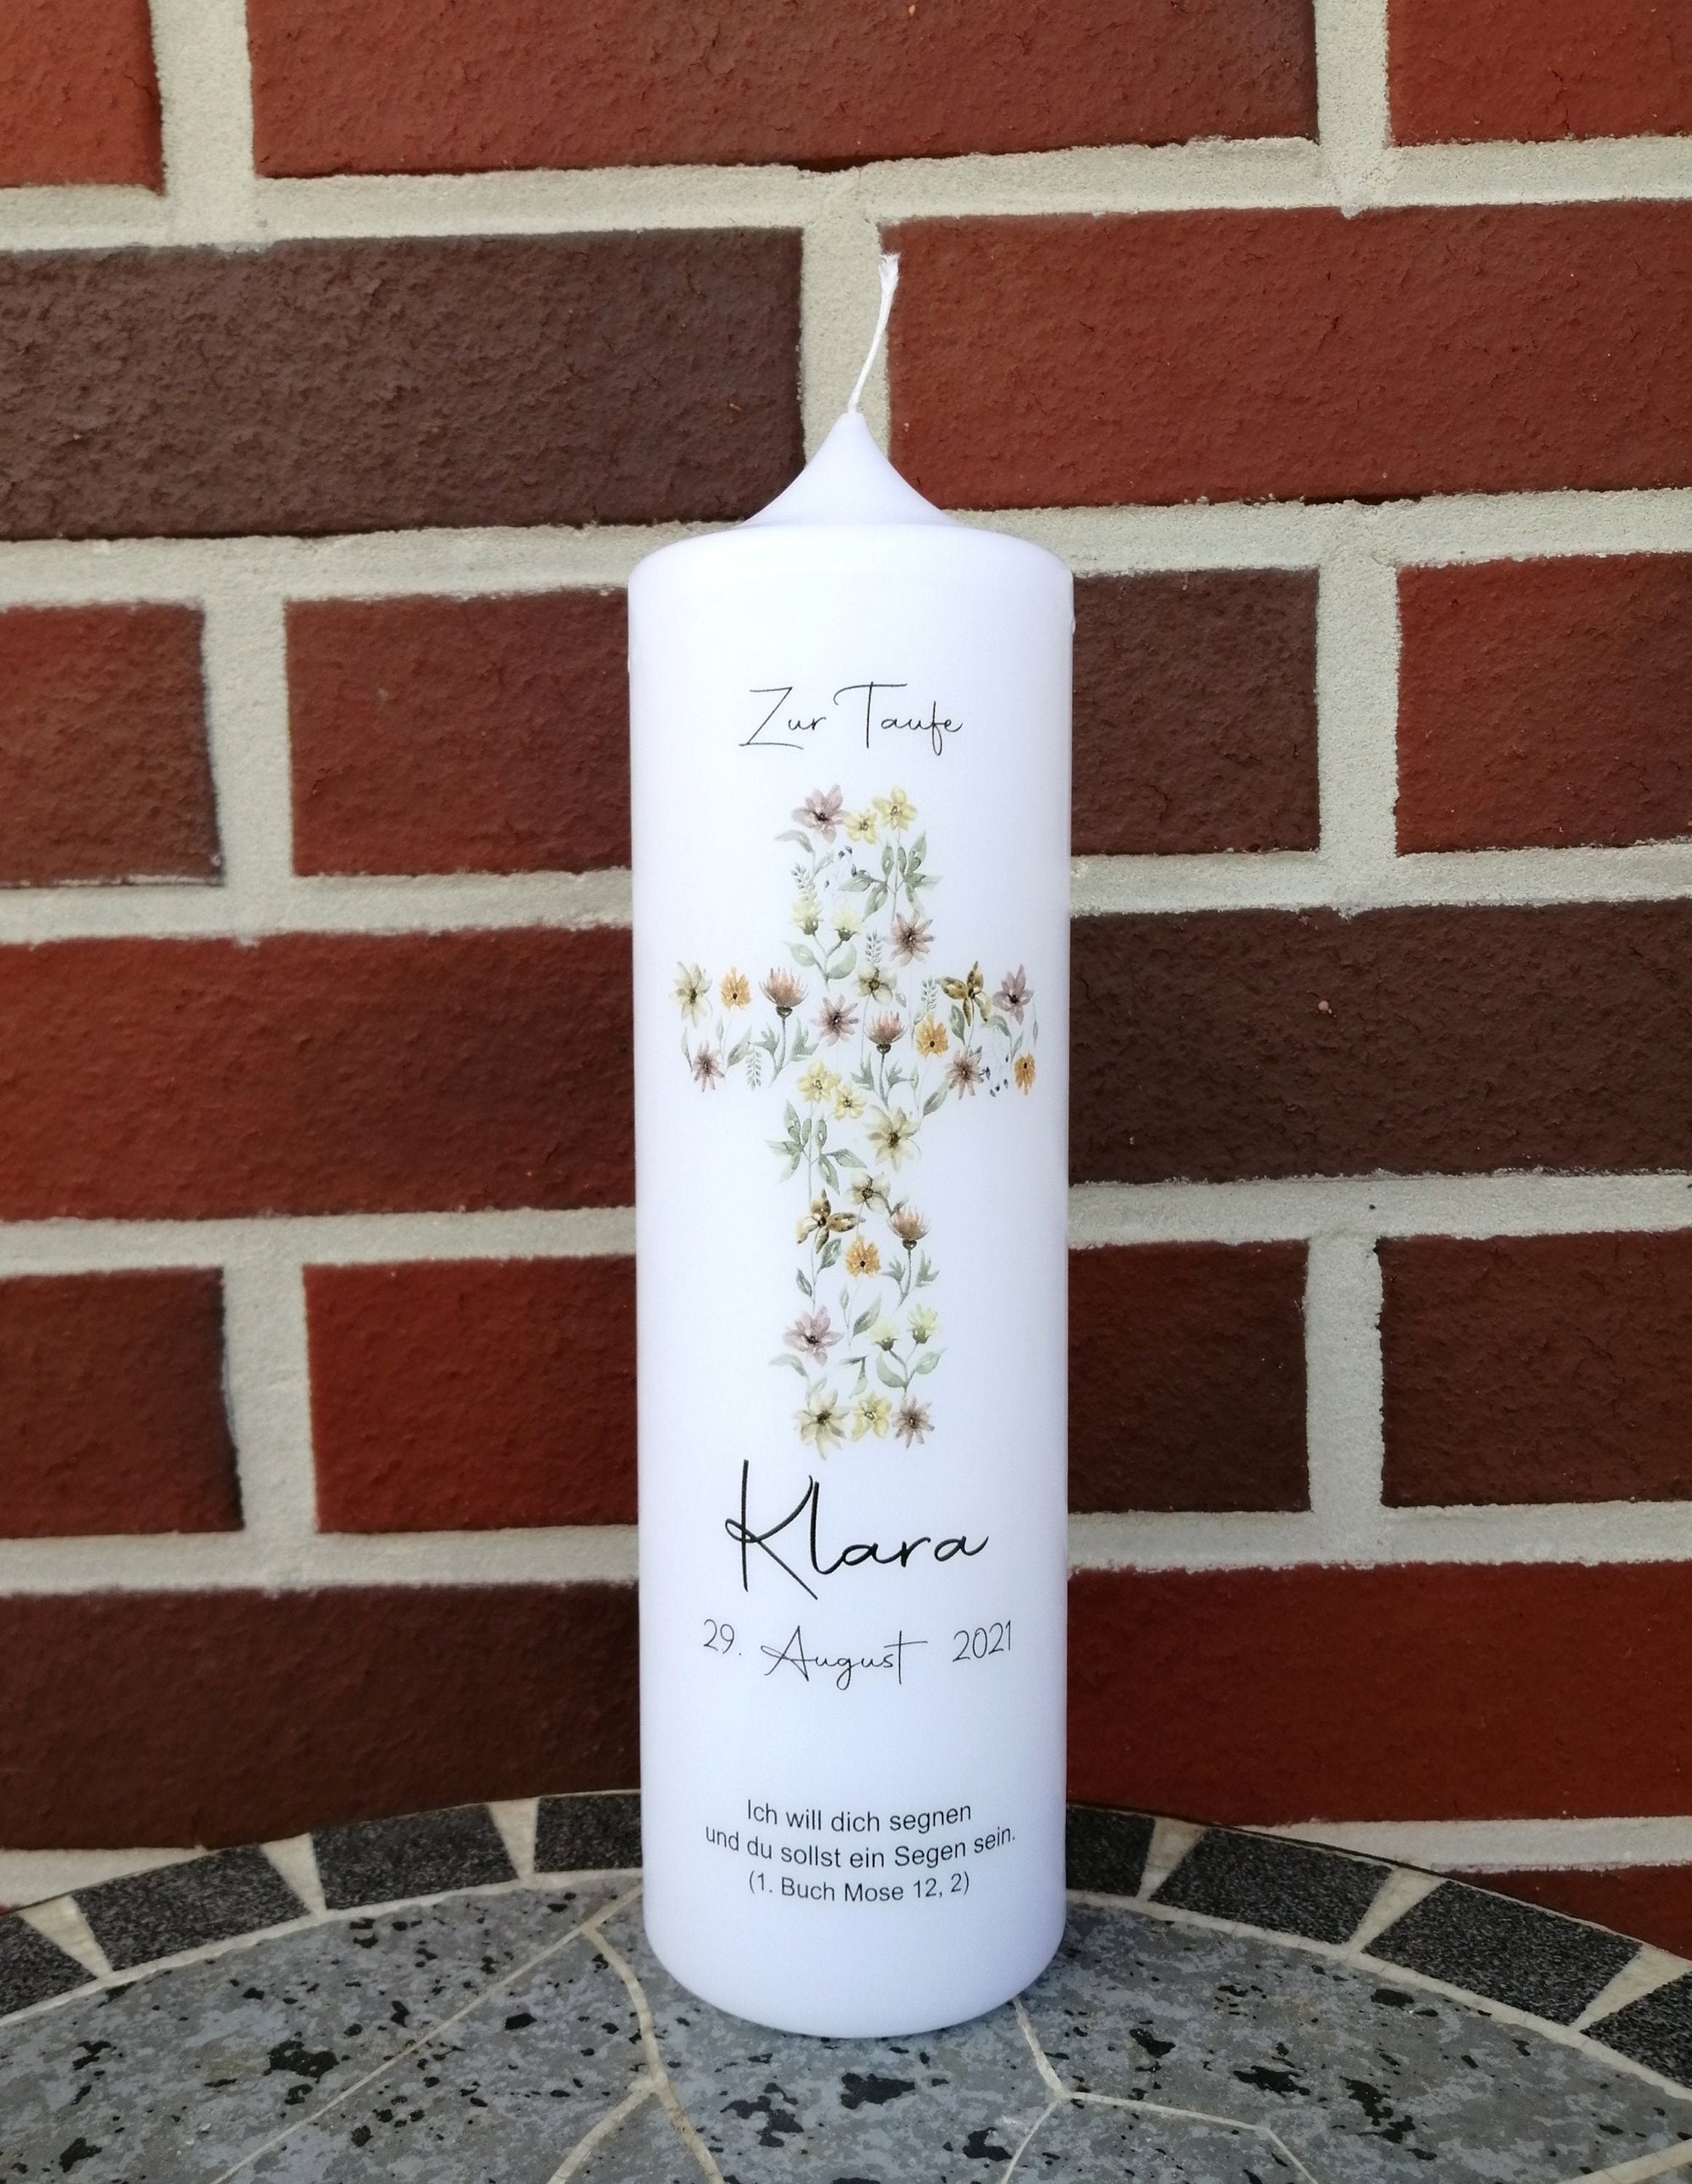 Zur Taufe
Klara
29. August 2021
Ich will dich segnen
und du sollst ein Segen sein.
(1. Buch Mose 12, 2)